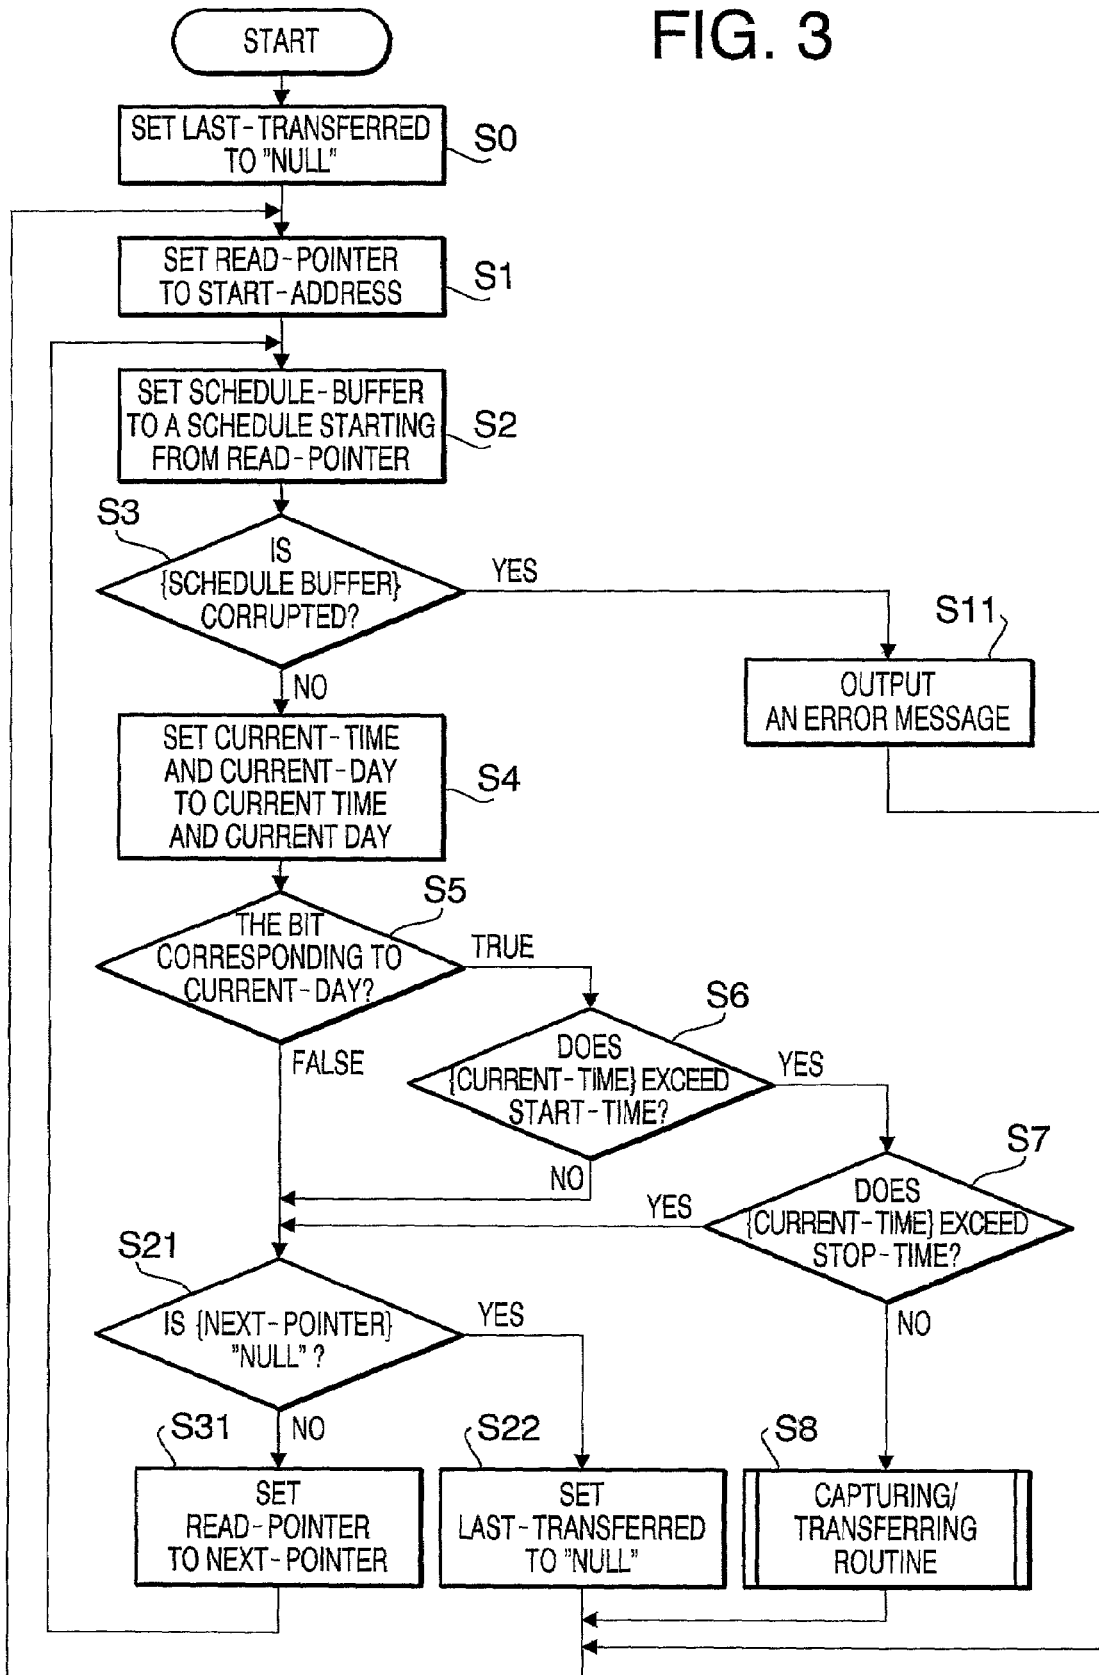 FIG. 3
START
SET LAST-TRANSFERRED
TO "NULL"
S0
SET READ-POINTER
TO START-ADDRESS
S1
SET SCHEDULE-BUFFER
TO A SCHEDULE STARTING
FROM READ-POINTER
S2
S3
IS
{SCHEDULE BUFFER}
CORRUPTED?
YES
NO
S11
OUTPUT
AN ERROR MESSAGE
SET CURRENT-TIME
AND CURRENT-DAY
TO CURRENT TIME
AND CURRENT DAY
S4
S5
THE BIT
CORRESPONDING TO
CURRENT-DAY?
TRUE
FALSE
S6
DOES
{CURRENT-TIME} EXCEED
START-TIME?
YES
NO
S7
DOES
{CURRENT-TIME} EXCEED
STOP-TIME?
YES
NO
S21
IS {NEXT-POINTER}
"NULL" ?
YES
NO
S31
SET
READ-POINTER
TO NEXT-POINTER
S22
SET
LAST-TRANSFERRED
TO "NULL"
S8
CAPTURING/
TRANSFERRING
ROUTINE